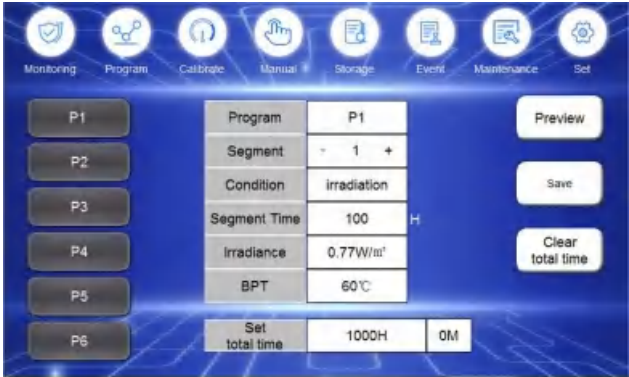 Monitoring Program Calibrate Manual Storage Event Maintenance Set
P1
P2
P3
P4
P5
P6
Program P1
Segment - 1 +
Condition irradiation
Segment Time 100 H
Irradiance 0.77W/m²
BPT 60℃
Set
total time 1000H 0M
Preview
Save
Clear
total time